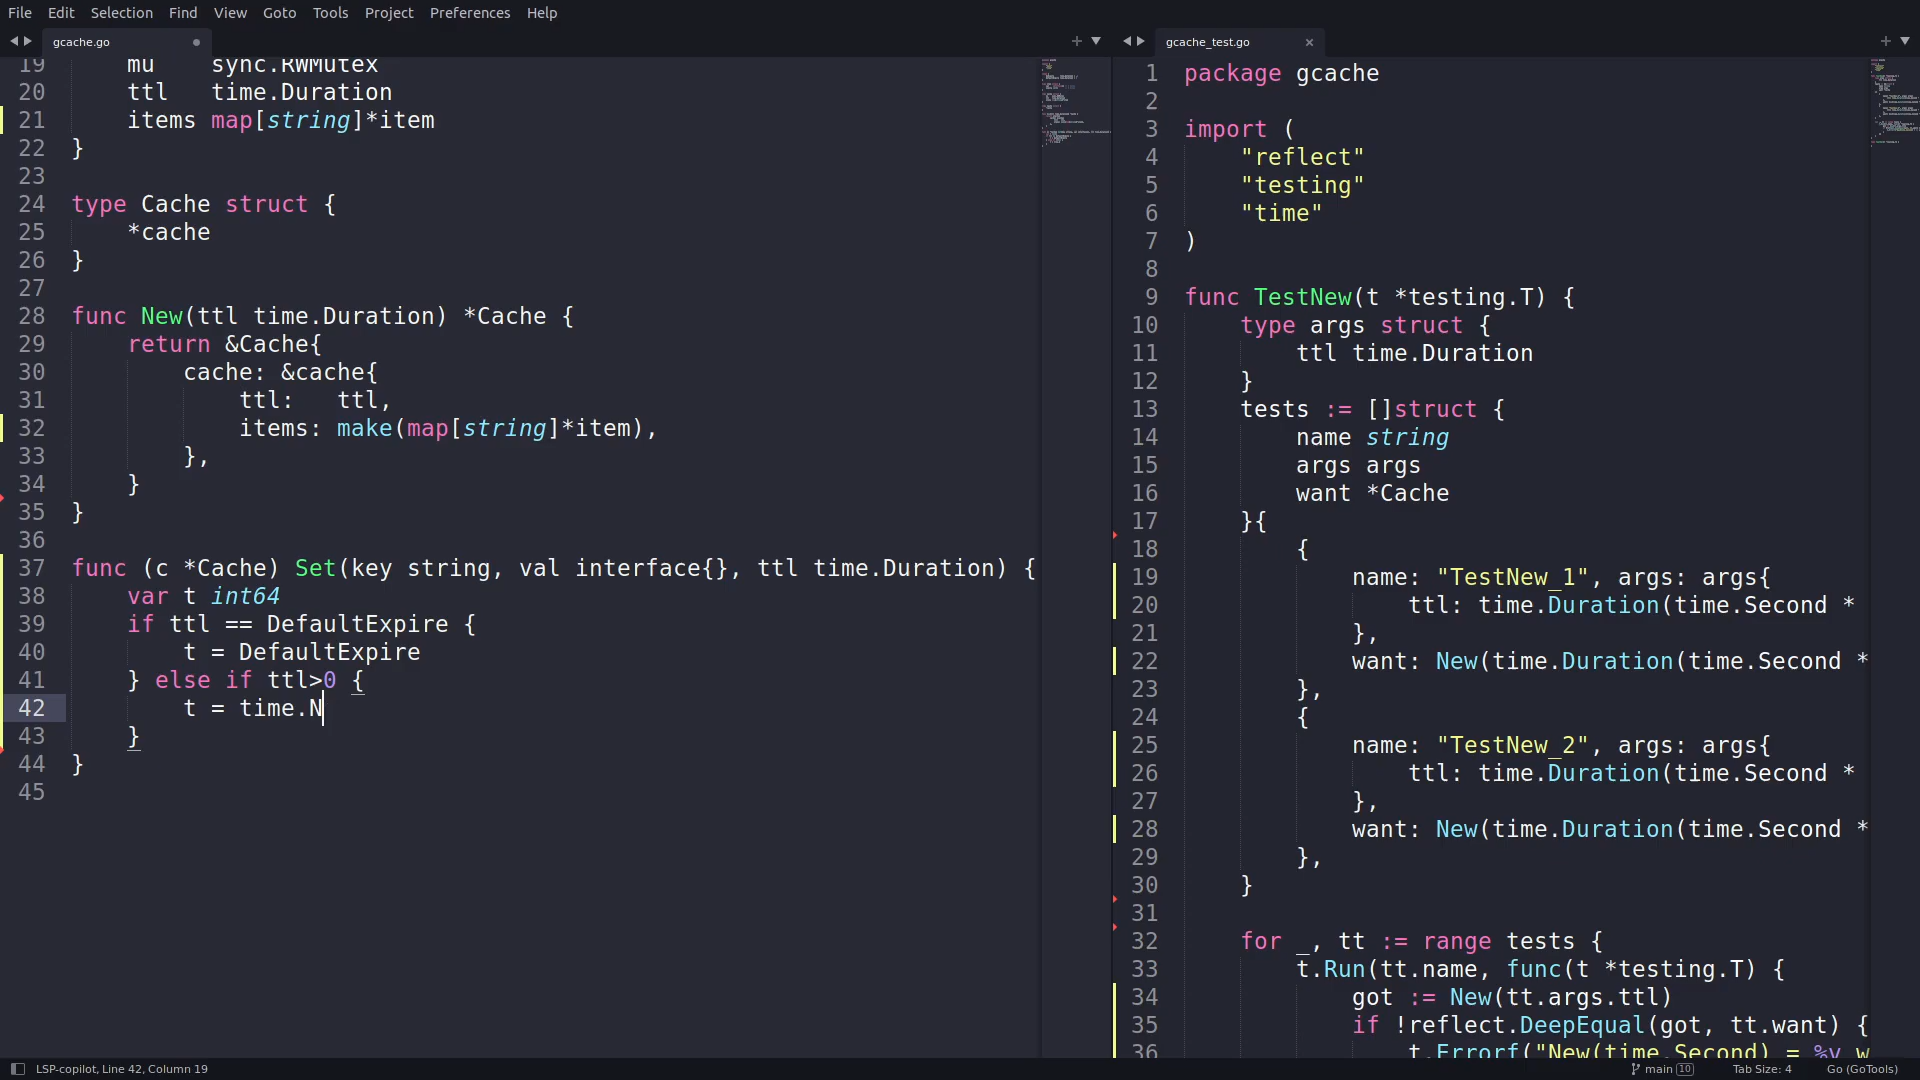 File Edit Selection Find View Goto Tools Project Preferences Help
gcache.go
19 mu sync.RWMutex
20 ttl time.Duration
21 items map[string]*item
22 }
23
24 type Cache struct {
25 *cache
26 }
27
28 func New(ttl time.Duration) *Cache {
29 return &Cache{
30 cache: &cache{
31 ttl: ttl,
32 items: make(map[string]*item),
33 },
34 }
35 }
36
37 func (c *Cache) Set(key string, val interface{}, ttl time.Duration) {
38 var t int64
39 if ttl == DefaultExpire {
40 t = DefaultExpire
41 } else if ttl>0 {
42 t = time.N
43 }
44 }
45
gcache_test.go
1 package gcache
2
3 import (
4 "reflect"
5 "testing"
6 "time"
7 )
8
9 func TestNew(t *testing.T) {
10 type args struct {
11 ttl time.Duration
12 }
13 tests := []struct {
14 name string
15 args args
16 want *Cache
17 }{
18 {
19 name: "TestNew_1", args: args{
20 ttl: time.Duration(time.Second *
21 },
22 want: New(time.Duration(time.Second *
23 },
24 {
25 name: "TestNew_2", args: args{
26 ttl: time.Duration(time.Second *
27 },
28 want: New(time.Duration(time.Second *
29 },
30 }
31
32 for _, tt := range tests {
33 t.Run(tt.name, func(t *testing.T) {
34 got := New(tt.args.ttl)
35 if !reflect.DeepEqual(got, tt.want) {
36 t.Errorf("New(time.Second) = %v w
LSP-copilot, Line 42, Column 19
main 10 Tab Size: 4 Go (GoTools)